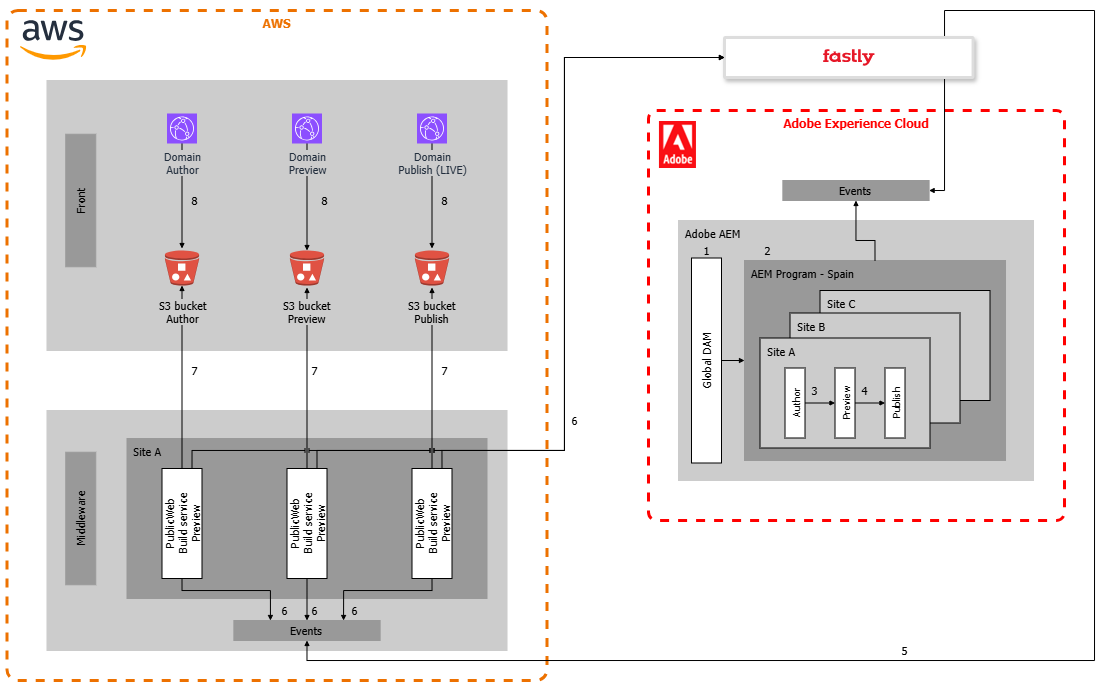 aws
AWS
Front
Domain
Author
Domain
Preview
Domain
Publish (LIVE)
8
8
8
S3 bucket
Author
S3 bucket
Preview
S3 bucket
Publish
7
7
7
Middleware
Site A
PublicWeb
Build service
Preview
PublicWeb
Build service
Preview
PublicWeb
Build service
Preview
6
6
6
Events
6
fastly
Adobe Experience Cloud
Adobe
Events
Adobe AEM
1
2
Global DAM
AEM Program - Spain
Site C
Site B
Site A
Author
3
Preview
4
Publish
5